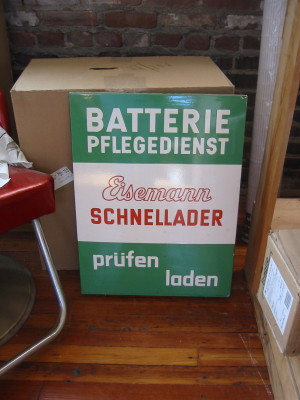 BATTERIE
PFLEGEDIENST
Eisemann
SCHNELLADER
prüfen
laden